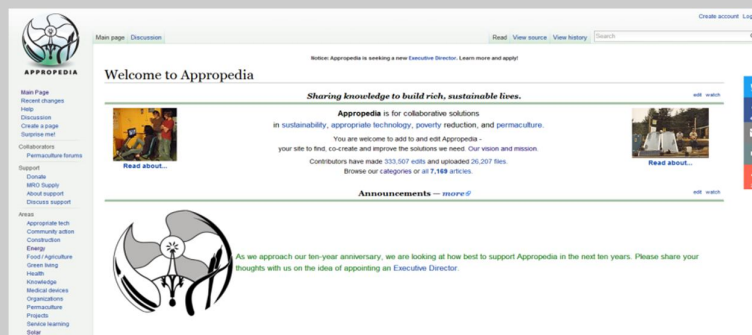 Create account
Main page Discussion
Read View source View history Search
Notice: Appropedia is seeking a new Executive Director. Learn more and apply!
APPROPEDIA
Welcome to Appropedia
Main Page
Recent changes
Help
Discussion
Create a page
Surprise me!
Collaborators
Permaculture forums
Support
Donate
MRO Supply
About support
Discuss support
Areas
Appropriate tech
Community action
Construction
Energy
Food / Agriculture
Green living
Health
Knowledge
Medical devices
Organizations
Permaculture
Projects
Service learning
Solar
Sharing knowledge to build rich, sustainable lives.
edit watch
Appropedia is for collaborative solutions
in sustainability, appropriate technology, poverty reduction, and permaculture.
You are welcome to add to and edit Appropedia -
your site to find, co-create and improve the solutions we need. Our vision and mission.
Contributors have made 333,507 edits and uploaded 26,207 files.
Browse our categories or all 7,169 articles.
Read about...
Read about...
Announcements — more
edit watch
As we approach our ten-year anniversary, we are looking at how best to support Appropedia in the next ten years. Please share your
thoughts with us on the idea of appointing an Executive Director.